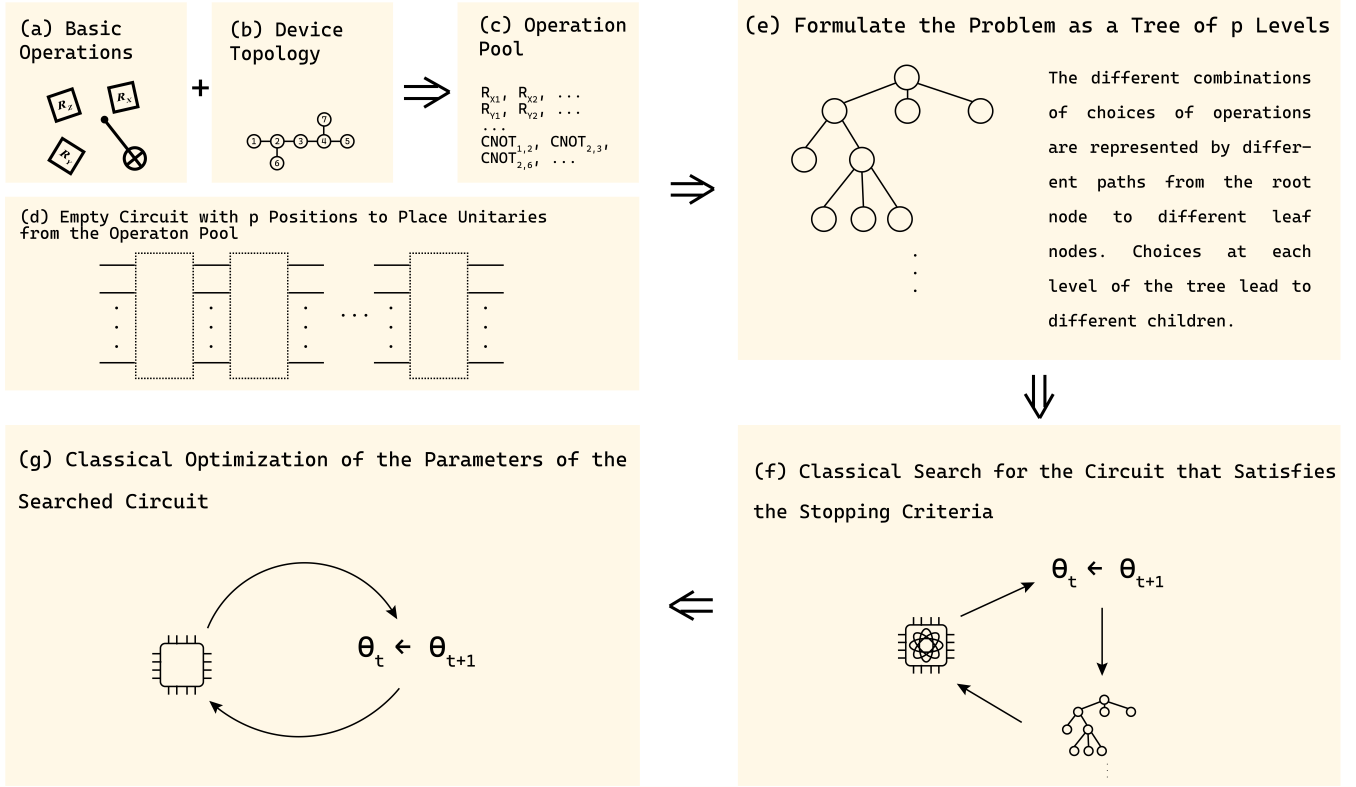 (a) Basic
Operations
R_Z R_X
R_Y
+
(b) Device
Topology
7
1 2 3 4 5
6
(c) Operation
Pool
R_X1, R_X2, ...
R_Y1, R_Y2, ...
...
CNOT_1,2, CNOT_2,3,
CNOT_2,6, ...
(d) Empty Circuit with p Positions to Place Unitaries
from the Operaton Pool
...
(e) Formulate the Problem as a Tree of p Levels
The different combinations
of choices of operations
are represented by differ-
ent paths from the root
node to different leaf
nodes. Choices at each
level of the tree lead to
different children.
(f) Classical Search for the Circuit that Satisfies
the Stopping Criteria
θ_t ← θ_t+1
(g) Classical Optimization of the Parameters of the
Searched Circuit
θ_t ← θ_t+1